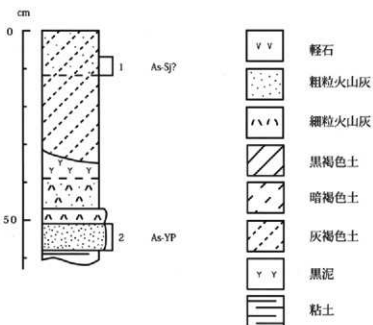 cm
0
50
1
As-Sj?
2
As-YP
軽石
粗粒火山灰
細粒火山灰
黒褐色土
暗褐色土
灰褐色土
黒泥
粘土